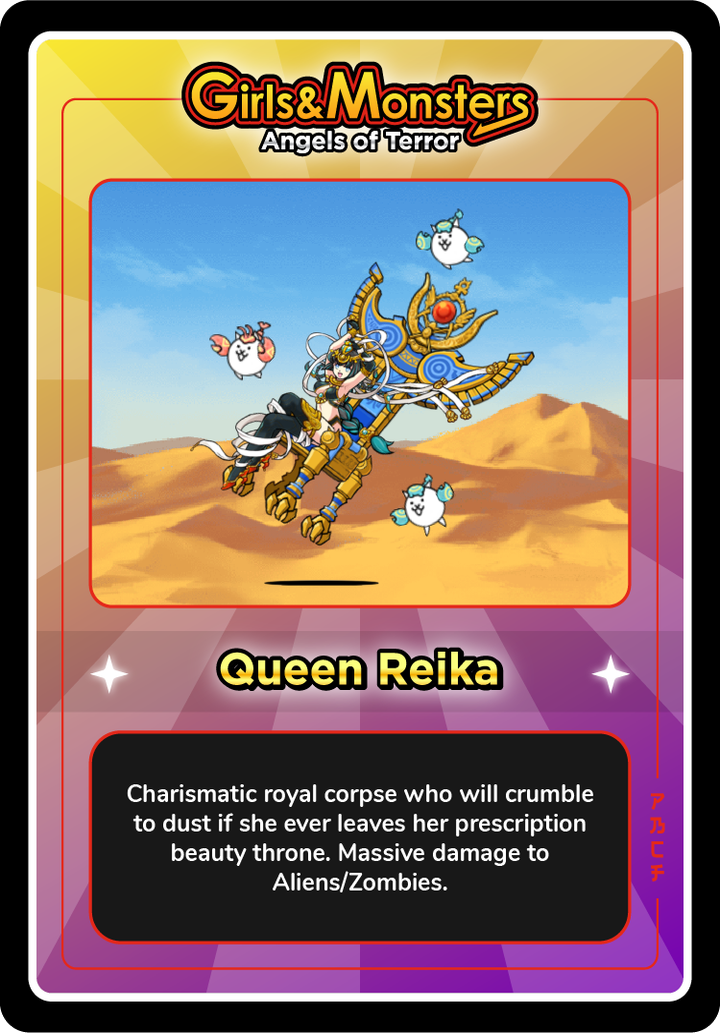 Girls&Monsters
Angels of Terror
Queen Reika
Charismatic royal corpse who will crumble
to dust if she ever leaves her prescription
beauty throne. Massive damage to
Aliens/Zombies.